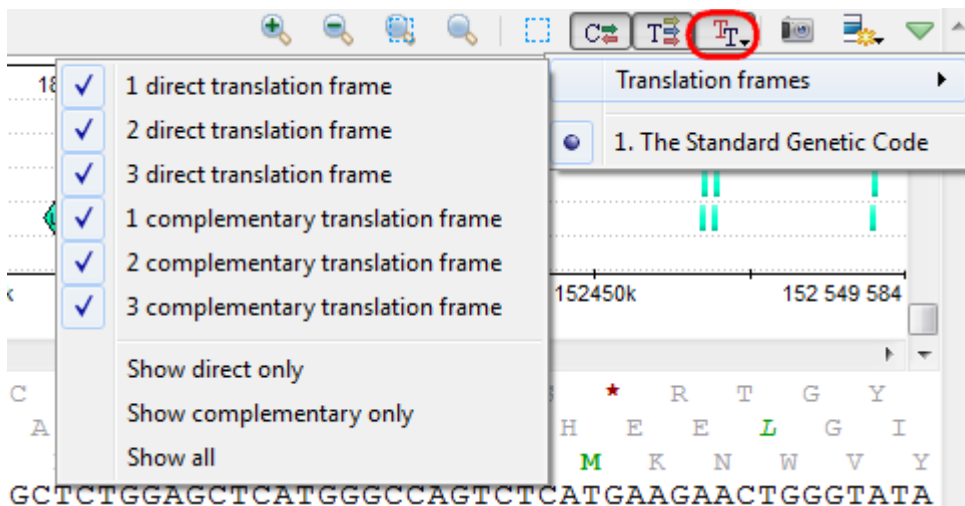 C T TT
18
1 direct translation frame
2 direct translation frame
3 direct translation frame
1 complementary translation frame
2 complementary translation frame
3 complementary translation frame
Show direct only
Show complementary only
Show all
Translation frames
1. The Standard Genetic Code
152450k 152 549 584
C * R T G Y
A H E E L G I
M K N W V Y
GCTCTGGAGCTCATGGGCCAGTCTCATGAAGAACTGGGTATA